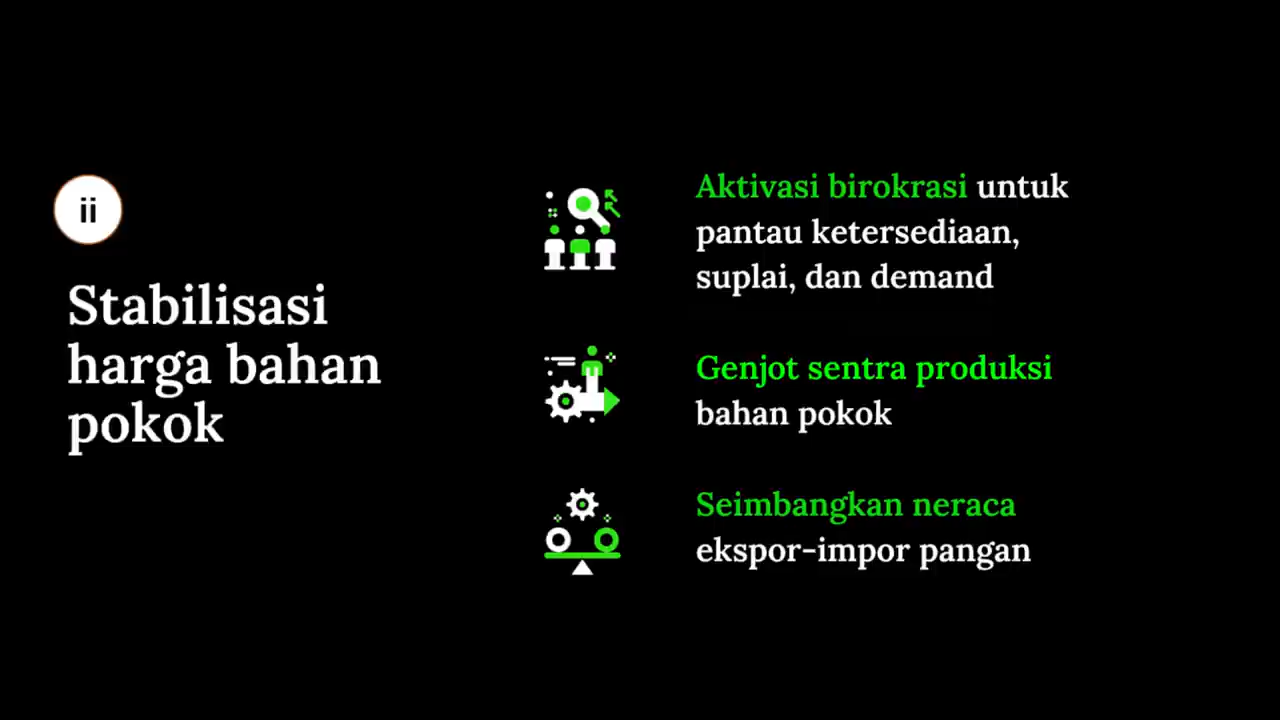 ii
Stabilisasi
harga bahan
pokok
Aktivasi birokrasi untuk
pantau ketersediaan,
suplai, dan demand
Genjot sentra produksi
bahan pokok
Seimbangkan neraca
ekspor-impor pangan